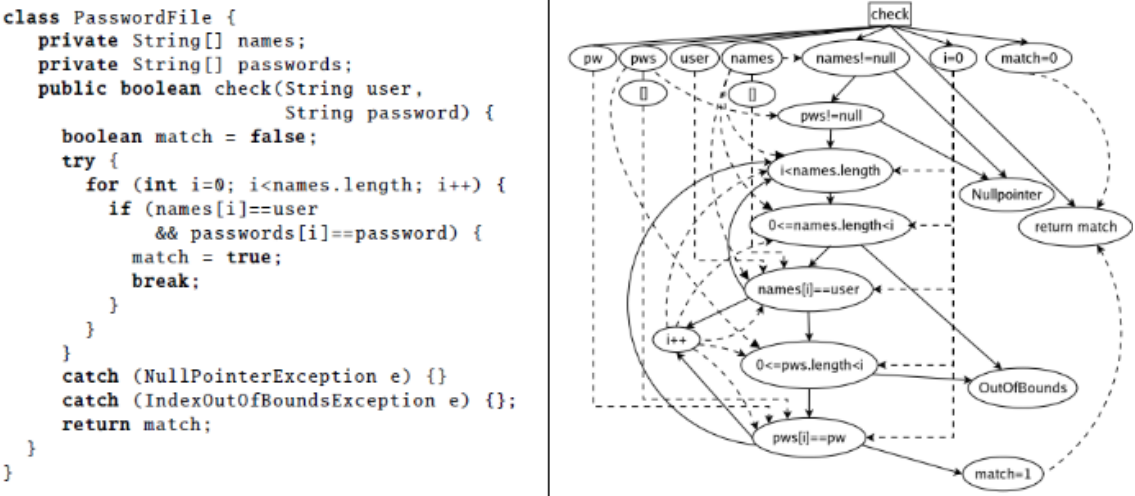 class PasswordFile {
private String[] names;
private String[] passwords;
public boolean check(String user,
String password) {
boolean match = false;
try {
for (int i=0; i<names.length; i++) {
if (names[i]==user
&& passwords[i]==password) {
match = true;
break;
}
}
}
catch (NullPointerException e) {}
catch (IndexOutOfBoundsException e) {};
return match;
}
}
check
pw pws user names names!=null i=0 match=0
[] []
pws!=null
i<names.length
Nullpointer
0<=names.length<i return match
names[i]==user
i++
0<=pws.length<i
OutOfBounds
pws[i]==pw
match=1